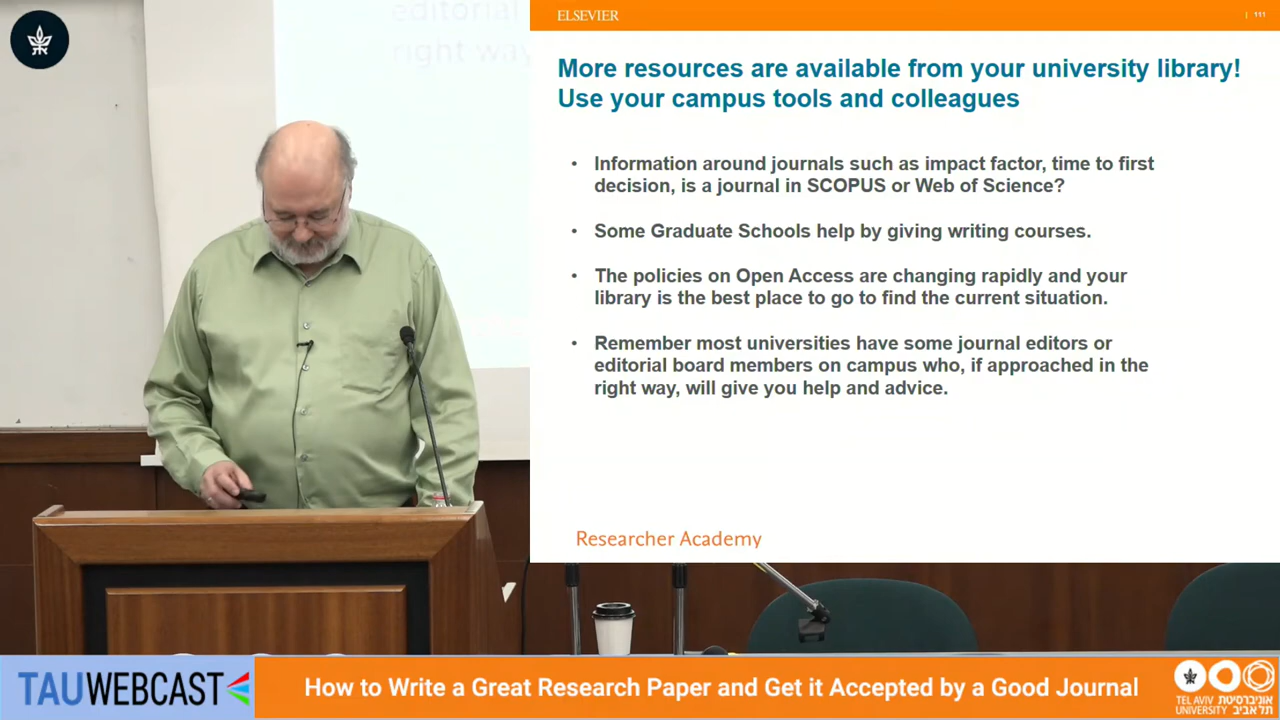 editorial
right way
ELSEVIER
| 111
More resources are available from your university library!
Use your campus tools and colleagues
• Information around journals such as impact factor, time to first
decision, is a journal in SCOPUS or Web of Science?
• Some Graduate Schools help by giving writing courses.
• The policies on Open Access are changing rapidly and your
library is the best place to go to find the current situation.
• Remember most universities have some journal editors or
editorial board members on campus who, if approached in the
right way, will give you help and advice.
Researcher Academy
TAUWEBCAST
How to Write a Great Research Paper and Get it Accepted by a Good Journal
TEL AVIV אוניברסיטת
UNIVERSITY תל אביב